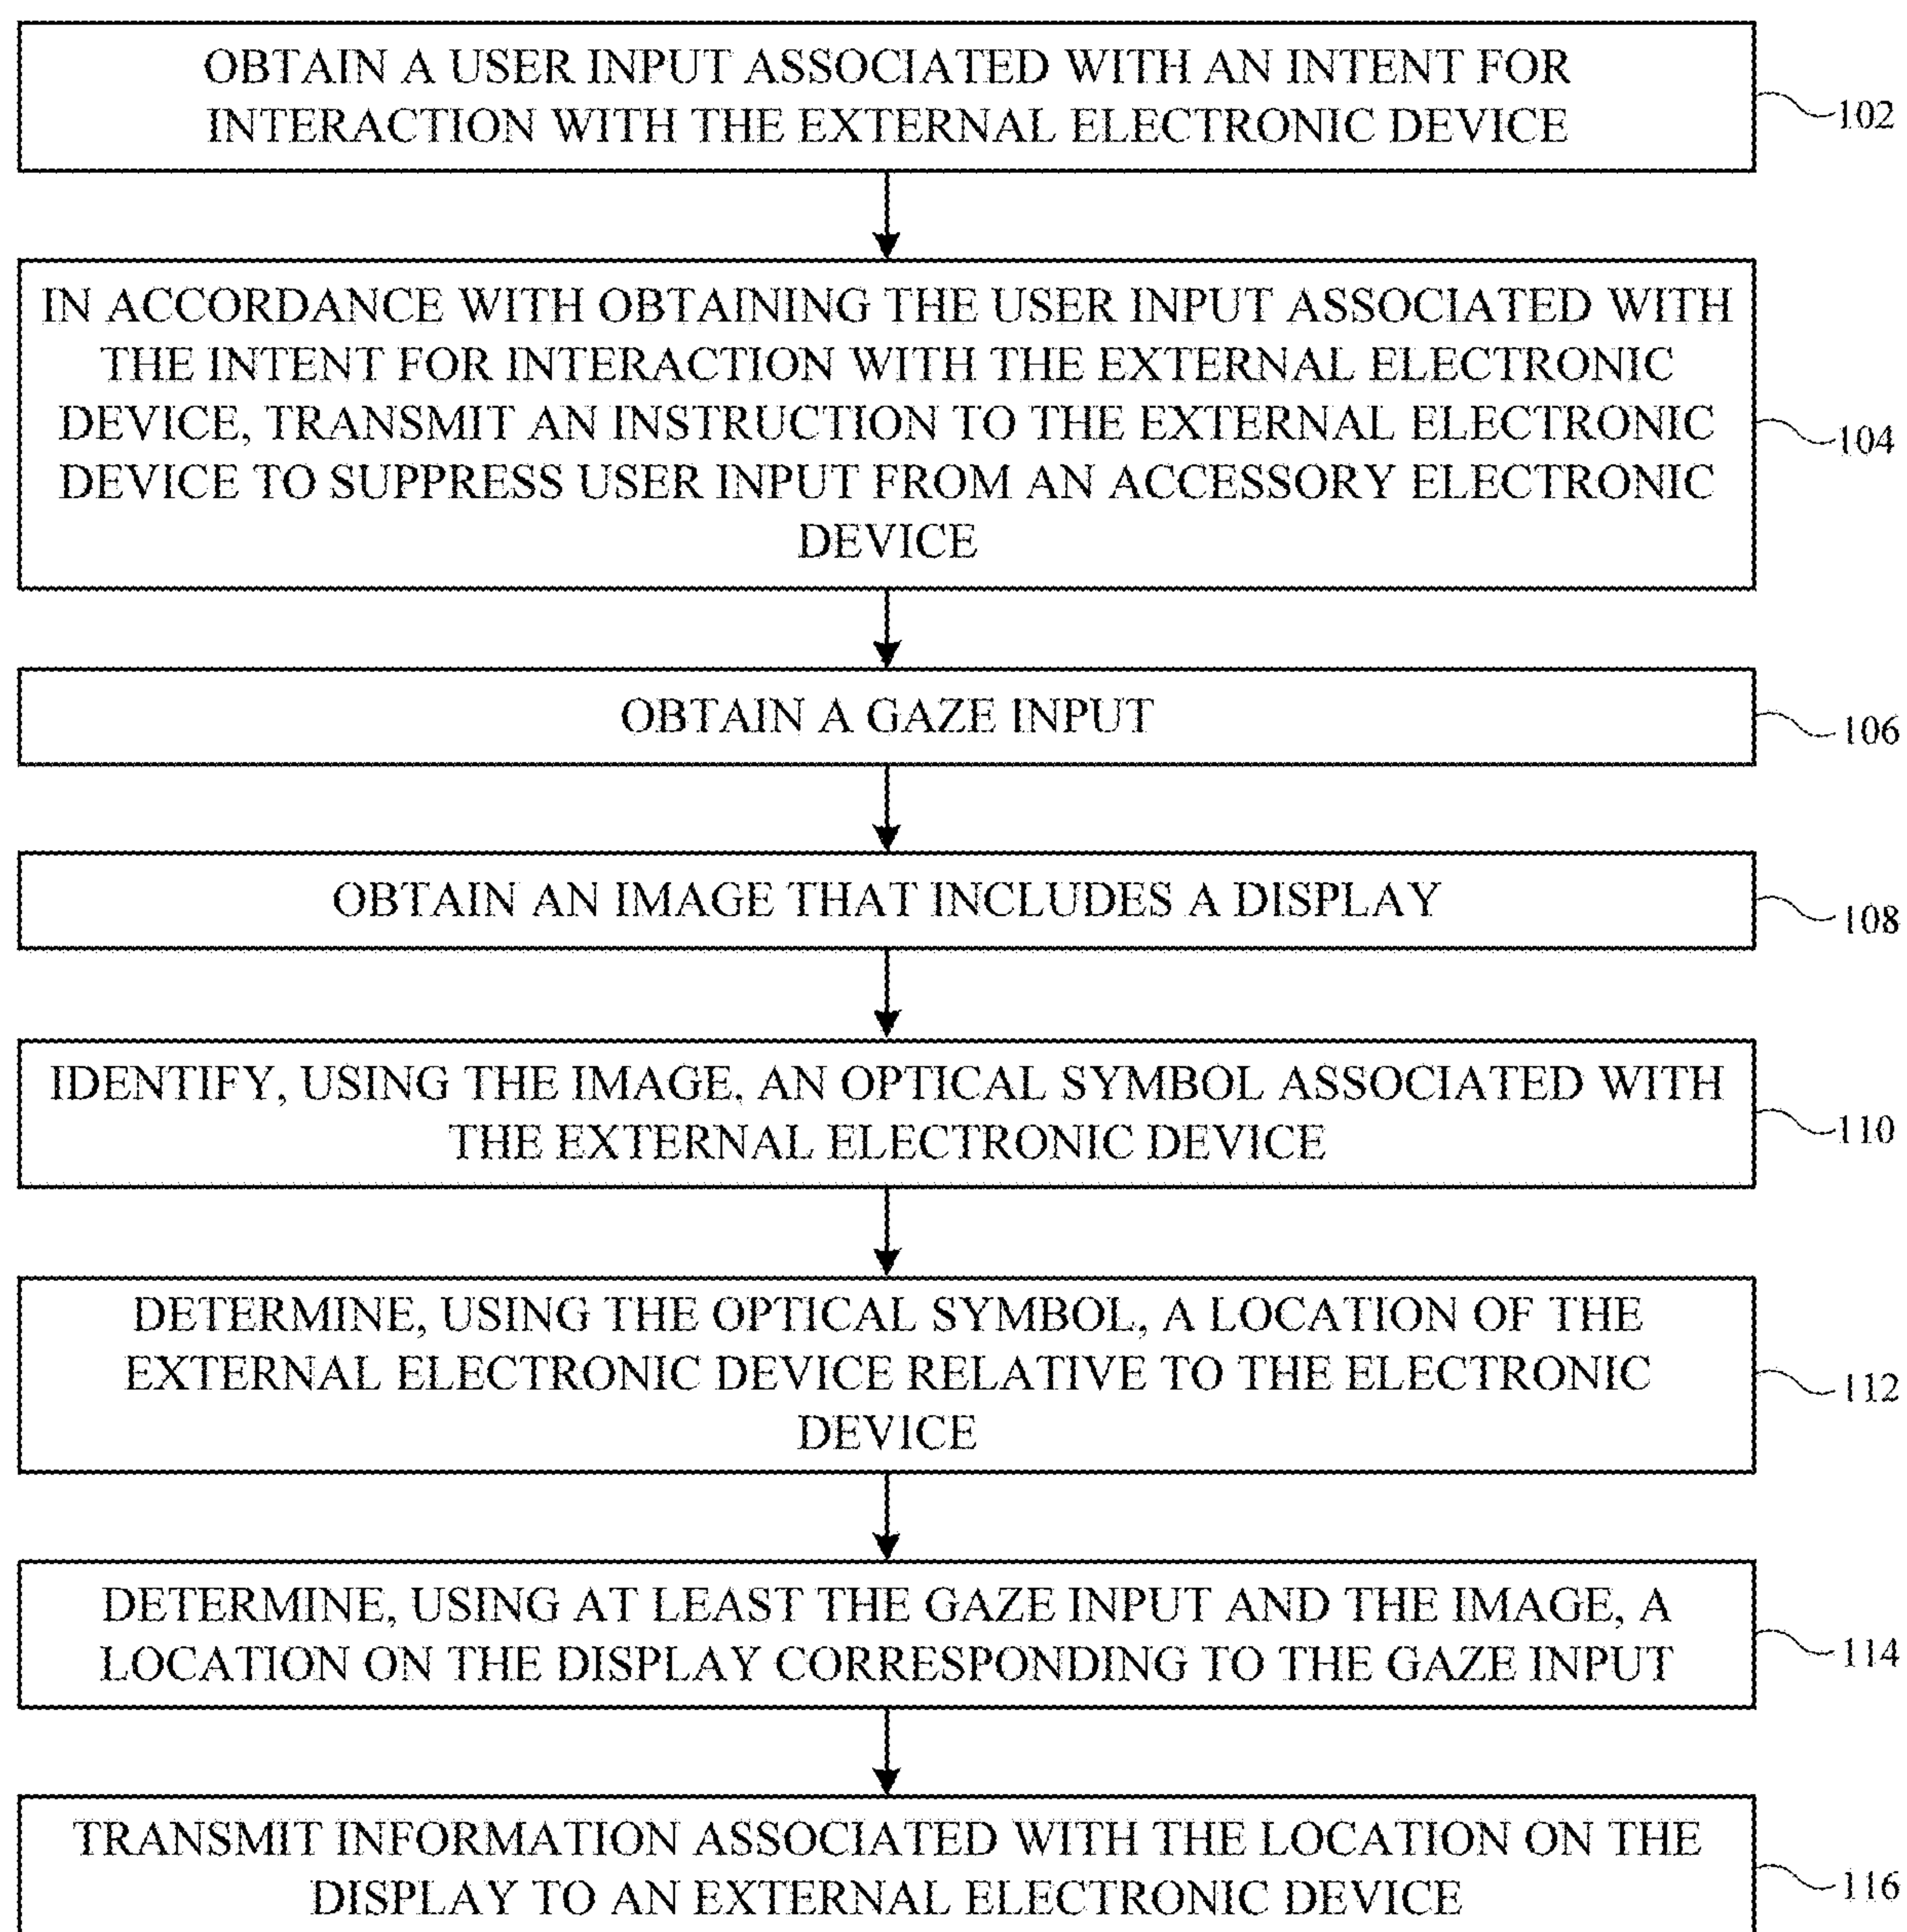 OBTAIN A USER INPUT ASSOCIATED WITH AN INTENT FOR
INTERACTION WITH THE EXTERNAL ELECTRONIC DEVICE
102
IN ACCORDANCE WITH OBTAINING THE USER INPUT ASSOCIATED WITH
THE INTENT FOR INTERACTION WITH THE EXTERNAL ELECTRONIC
DEVICE, TRANSMIT AN INSTRUCTION TO THE EXTERNAL ELECTRONIC
DEVICE TO SUPPRESS USER INPUT FROM AN ACCESSORY ELECTRONIC
DEVICE
104
OBTAIN A GAZE INPUT
106
OBTAIN AN IMAGE THAT INCLUDES A DISPLAY
108
IDENTIFY, USING THE IMAGE, AN OPTICAL SYMBOL ASSOCIATED WITH
THE EXTERNAL ELECTRONIC DEVICE
110
DETERMINE, USING THE OPTICAL SYMBOL, A LOCATION OF THE
EXTERNAL ELECTRONIC DEVICE RELATIVE TO THE ELECTRONIC
DEVICE
112
DETERMINE, USING AT LEAST THE GAZE INPUT AND THE IMAGE, A
LOCATION ON THE DISPLAY CORRESPONDING TO THE GAZE INPUT
114
TRANSMIT INFORMATION ASSOCIATED WITH THE LOCATION ON THE
DISPLAY TO AN EXTERNAL ELECTRONIC DEVICE
116